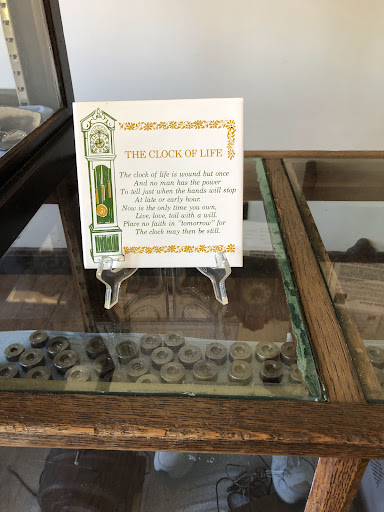 THE CLOCK OF LIFE
The clock of life is wound but once
And no man has the power
To tell just when the hands will stop
At late or early hour.
Now is the only time you own,
Live, love, toil with a will.
Place no faith in "tomorrow" for
The clock may then be still.